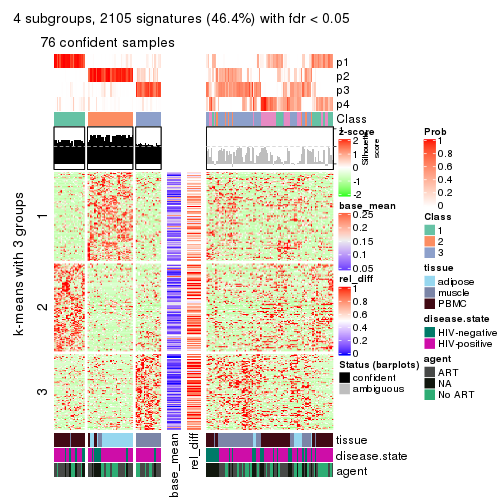 4 subgroups, 2105 signatures (46.4%) with fdr < 0.05
76 confident samples
p1
p2
p3
p4
Class
z-score
2
1
0
-1
-2
Silhouette
score
base_mean
0.25
0.2
0.15
0.1
0.05
rel_diff
1
0.8
0.6
0.4
0.2
0
Status (barplots)
confident
ambiguous
Prob
1
0.8
0.6
0.4
0.2
0
Class
1
2
3
tissue
adipose
muscle
PBMC
disease.state
HIV-negative
HIV-positive
agent
ART
NA
No ART
k-means with 3 groups
1
2
3
tissue
disease.state
agent
base_mean
rel_diff